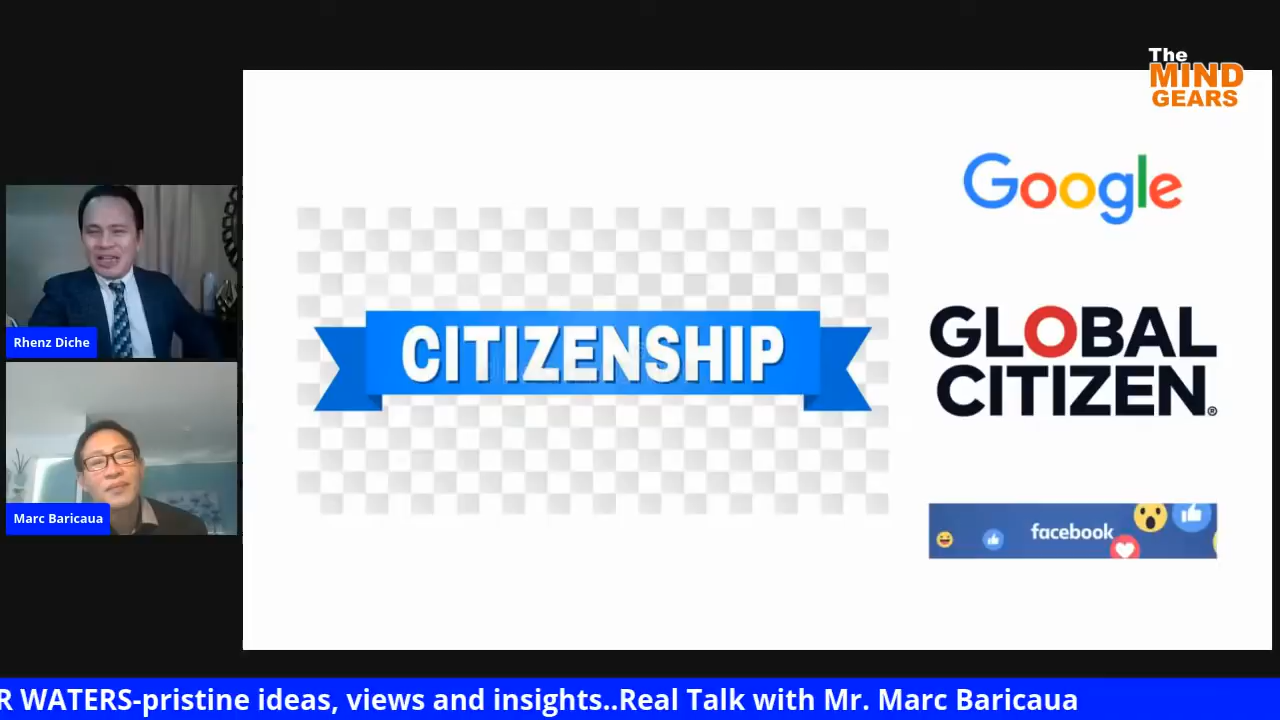 The
MIND
GEARS
Google
Rhenz Diche
CITIZENSHIP
GLOBAL
CITIZEN®
Marc Baricaua
facebook
R WATERS-pristine ideas, views and insights..Real Talk with Mr. Marc Baricaua